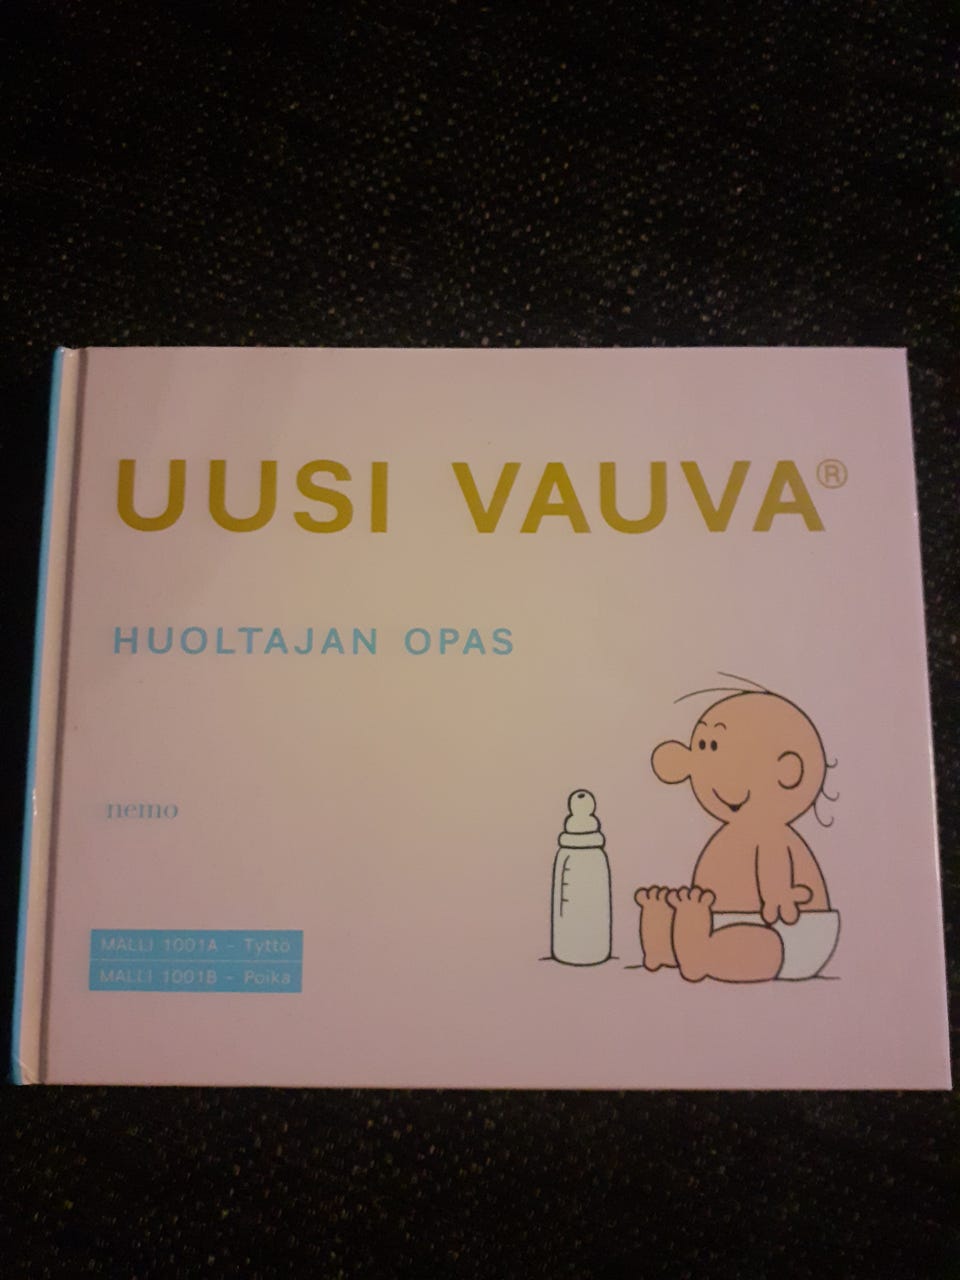 UUSI VAUVA®
HUOLTAJAN OPAS
nemo
MALLI 1001A - Tyttö
MALLI 1001B - Poika